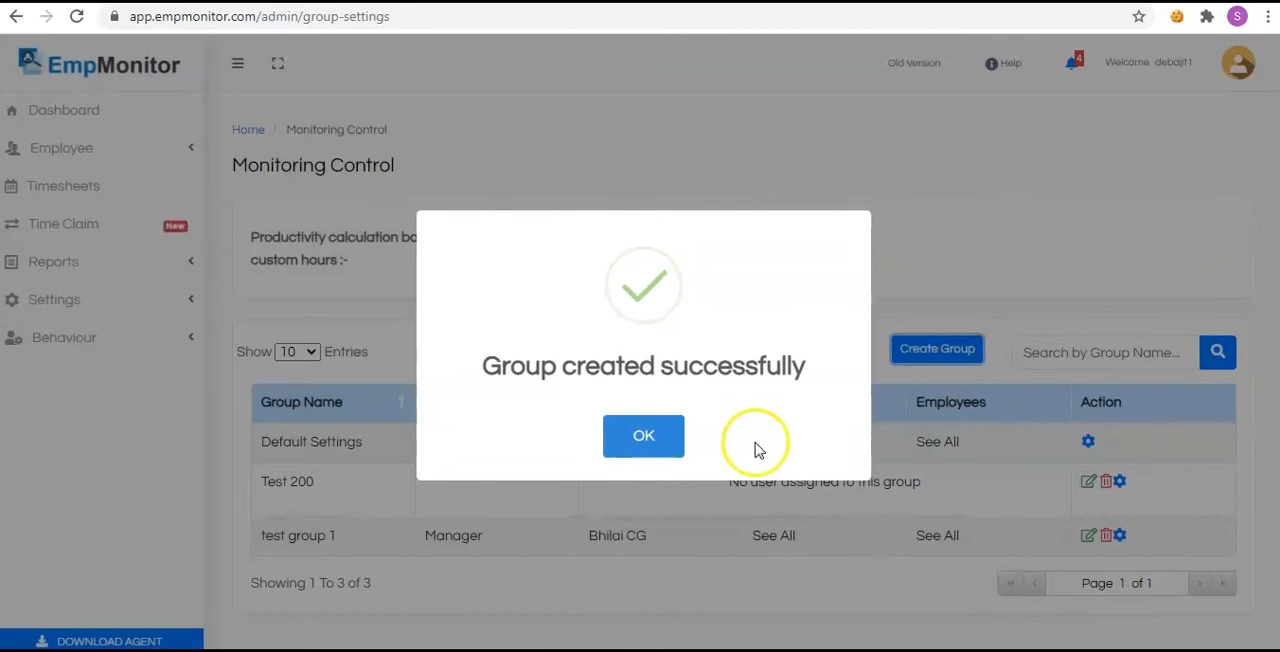 app.empmonitor.com/admin/group-settings
S
EmpMonitor
Old Version
Help
4
Welcome debajit1
Dashboard
Employee
Timesheets
Time Claim
New
Reports
Settings
Behaviour
DOWNLOAD AGENT
Home / Monitoring Control
Monitoring Control
Productivity calculation ba
custom hours :-
Group created successfully
OK
Show 10 Entries
Create Group
Search by Group Name...
Group Name Employees Action
Default Settings See All
Test 200 No user assigned to this group
test group 1 Manager Bhilai CG See All See All
Showing 1 To 3 of 3
« ‹ Page 1 of 1 › »